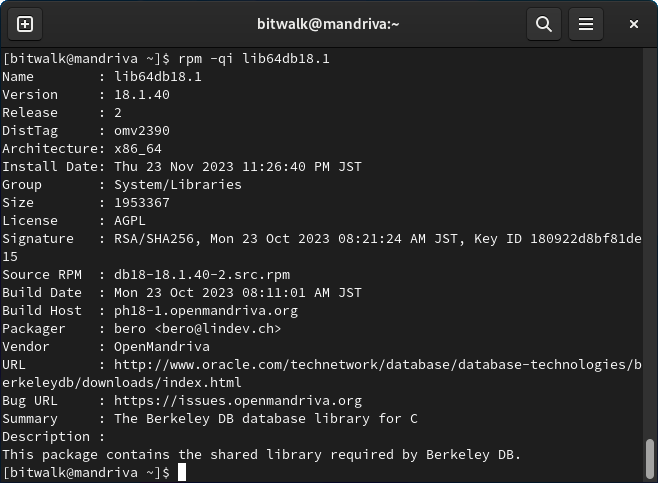 bitwalk@mandriva:~
[bitwalk@mandriva ~]$ rpm -qi lib64db18.1
Name        : lib64db18.1
Version     : 18.1.40
Release     : 2
DistTag     : omv2390
Architecture: x86_64
Install Date: Thu 23 Nov 2023 11:26:40 PM JST
Group       : System/Libraries
Size        : 1953367
License     : AGPL
Signature   : RSA/SHA256, Mon 23 Oct 2023 08:21:24 AM JST, Key ID 180922d8bf81de
15
Source RPM  : db18-18.1.40-2.src.rpm
Build Date  : Mon 23 Oct 2023 08:11:01 AM JST
Build Host  : ph18-1.openmandriva.org
Packager    : bero <bero@lindev.ch>
Vendor      : OpenMandriva
URL         : http://www.oracle.com/technetwork/database/database-technologies/b
erkeleydb/downloads/index.html
Bug URL     : https://issues.openmandriva.org
Summary     : The Berkeley DB database library for C
Description :
This package contains the shared library required by Berkeley DB.
[bitwalk@mandriva ~]$